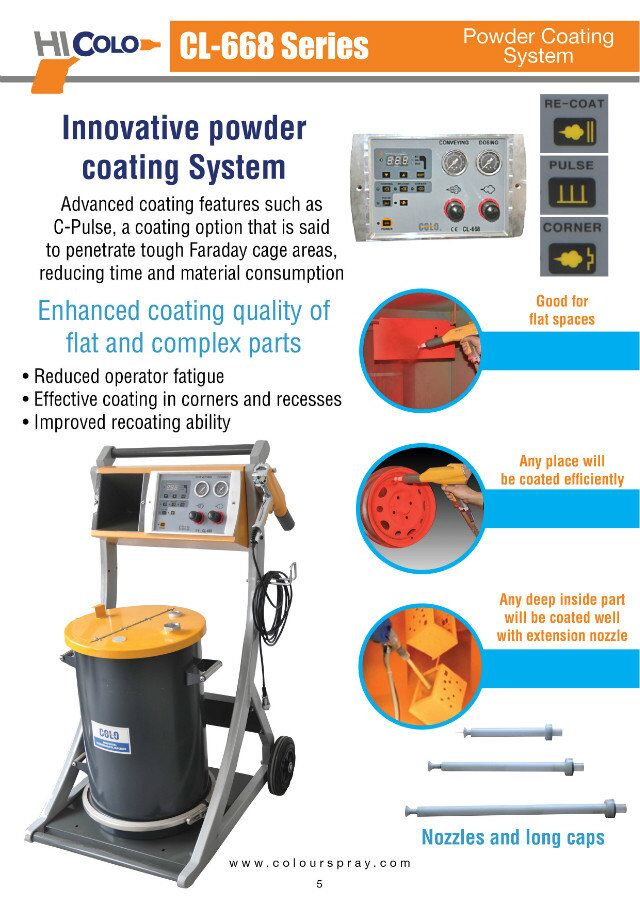 HICOLO
CL-668 Series
Powder Coating
System
Innovative powder
coating System
Advanced coating features such as
C-Pulse, a coating option that is said
to penetrate tough Faraday cage areas,
reducing time and material consumption
CONVEYING DOSING
POWER
COLO
CE CL-668
RE-COAT
PULSE
CORNER
Enhanced coating quality of
flat and complex parts
• Reduced operator fatigue
• Effective coating in corners and recesses
• Improved recoating ability
Good for
flat spaces
Any place will
be coated efficiently
Any deep inside part
will be coated well
with extension nozzle
COLO
COLO
Nozzles and long caps
www.colourspray.com
5